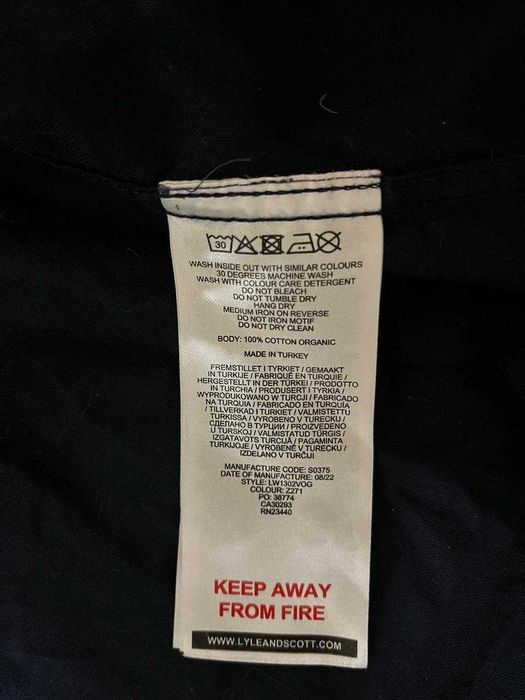 30
WASH INSIDE OUT WITH SIMILAR COLOURS
30 DEGREES MACHINE WASH
WASH WITH COLOUR CARE DETERGENT
DO NOT BLEACH
DO NOT TUMBLE DRY
HANG DRY
MEDIUM IRON ON REVERSE
DO NOT IRON MOTIF
DO NOT DRY CLEAN
BODY: 100% COTTON ORGANIC
MADE IN TURKEY
FREMSTILLET I TYRKIET / GEMAAKT
IN TURKIJE / FABRIQUÉ EN TURQUIE /
HERGESTELLT IN DER TÜRKEI / PRODOTTO
IN TURCHIA / PRODUSERT I TYRKIA /
WYPRODUKOWANO W TURCJI / FABRICADO
NA TURQUIA / FABRICADO EN TURQUÍA
/ TILLVERKAD I TURKIET / VALMISTETTU
TURKISSA / VYROBENO V TURECKU /
СДЕЛАНО В ТУРЦИИ / PROIZVEDENO
U TURSKOJ / VALMISTATUD TÜRGIS /
IZGATAVOTS TURCIJĀ / PAGAMINTA
TURKIJOJE / VYROBENÉ V TURECKU /
IZDELANO V TURČIJI
MANUFACTURE CODE: S0375
DATE OF MANUFACTURE: 08/22
STYLE: LW1302VOG
COLOUR: Z271
PO: 38774
CA30293
RN23440
KEEP AWAY
FROM FIRE
WWW.LYLEANDSCOTT.COM